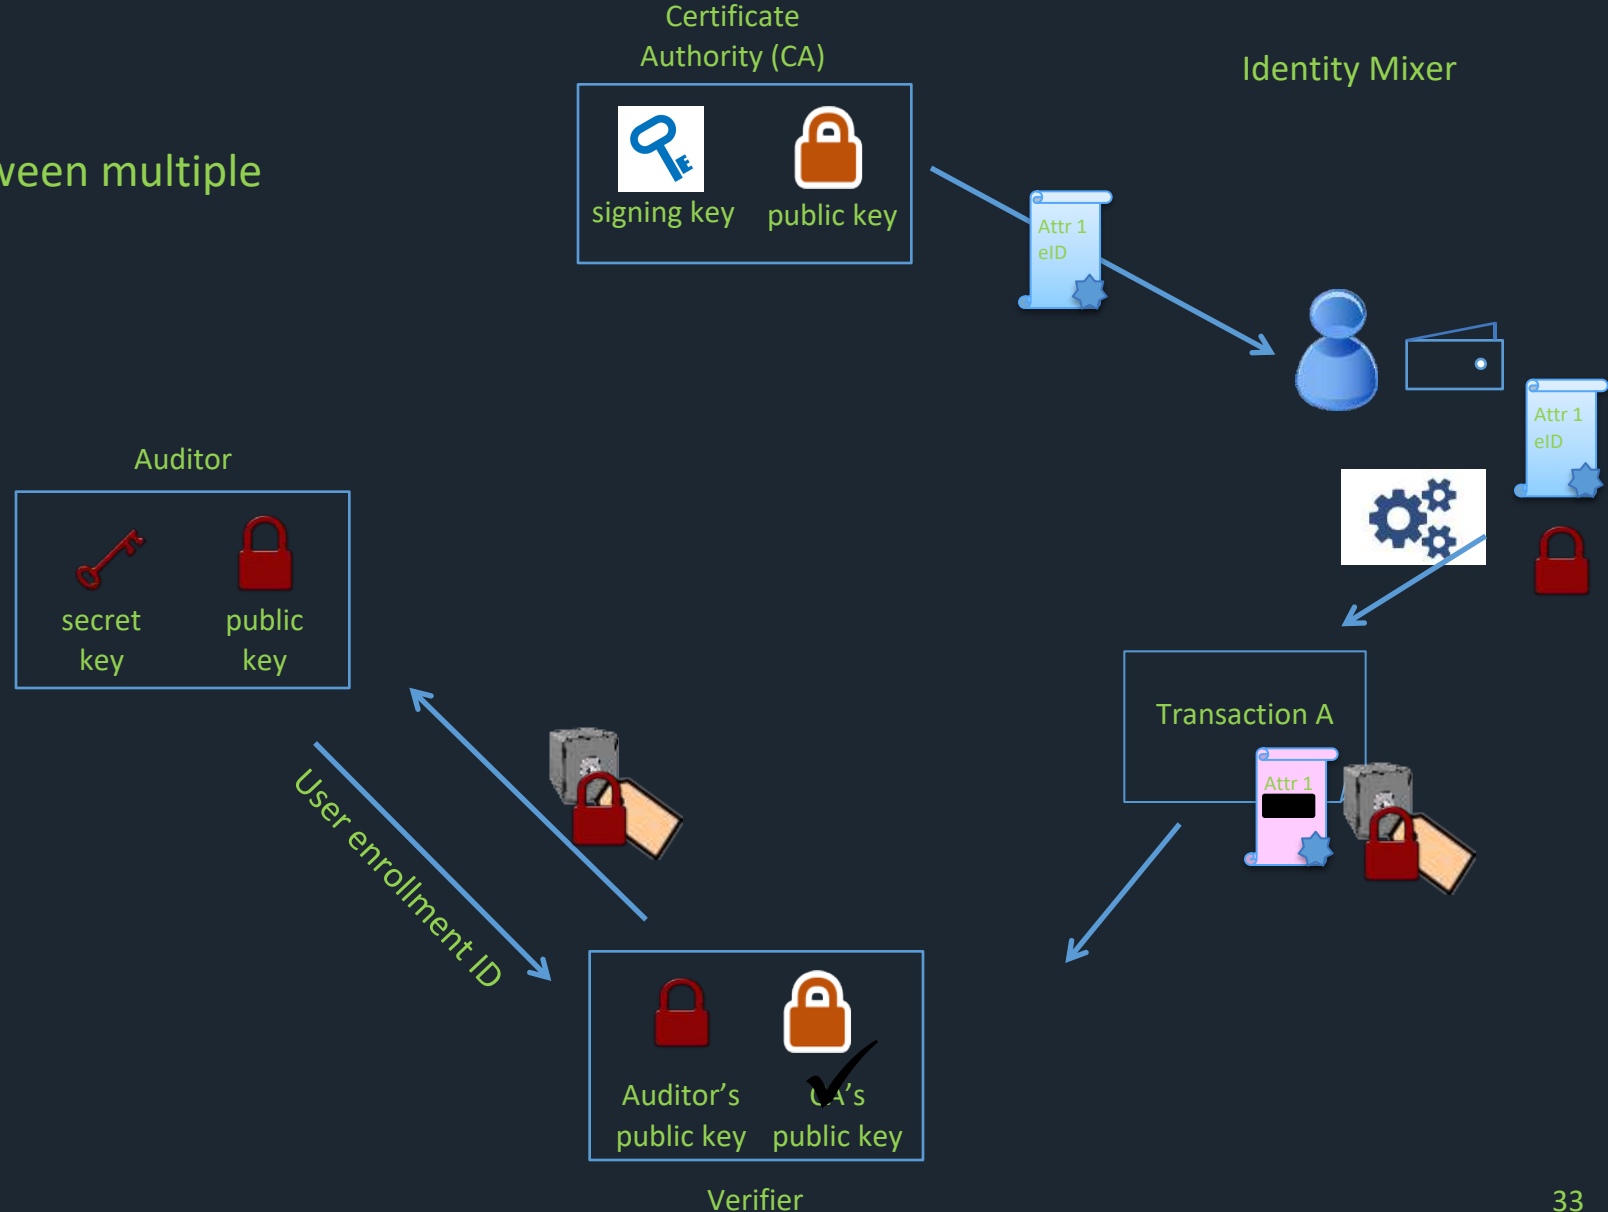 Certificate
Authority (CA)
Identity Mixer
multiple
signing key
public key
Attr 1
eID
Attr 1
eID
Auditor
secret
key
public
key
Transaction A
Attr 1
User enrollment ID
Auditor’s
public key
CA’s
public key
Verifier
33